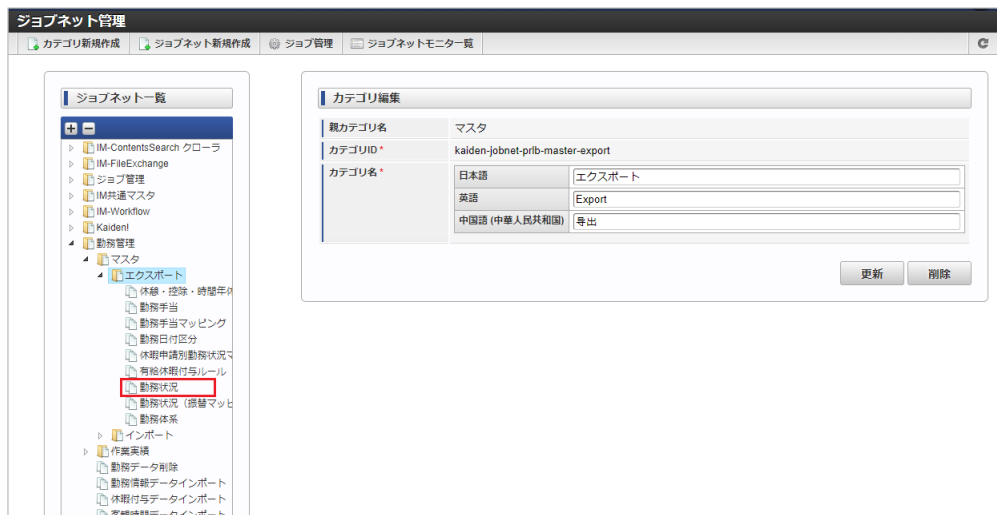 ジョブネット管理
カテゴリ新規作成 ジョブネット新規作成 ジョブ管理 ジョブネットモニタ一覧
ジョブネット一覧
IM-ContentsSearch クローラ
IM-FileExchange
ジョブ管理
IM共通マスタ
IM-Workflow
Kaiden!
勤務管理
マスタ
エクスポート
休憩・控除・時間年休
勤務手当
勤務手当マッピング
勤務日付区分
休暇申請別勤務状況マ
有給休暇付与ルール
勤務状況
勤務状況（振替マッピ
勤務体系
インポート
作業実績
勤務データ削除
勤務情報データインポート
休暇付与データインポート
客観時間データインポート
カテゴリ編集
親カテゴリ名 マスタ
カテゴリID * kaiden-jobnet-prlb-master-export
カテゴリ名 *
日本語 エクスポート
英語 Export
中国語 (中華人民共和国) 导出
更新 削除